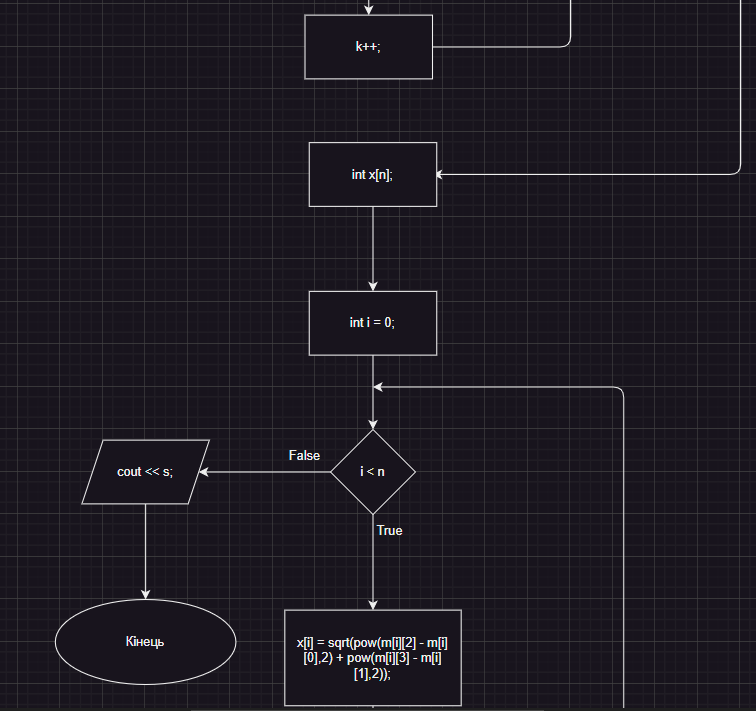 k++;
int x[n];
int i = 0;
False
cout << s;
i < n
True
Кінець
x[i] = sqrt(pow(m[i][2] - m[i]
[0],2) + pow(m[i][3] - m[i]
[1],2));